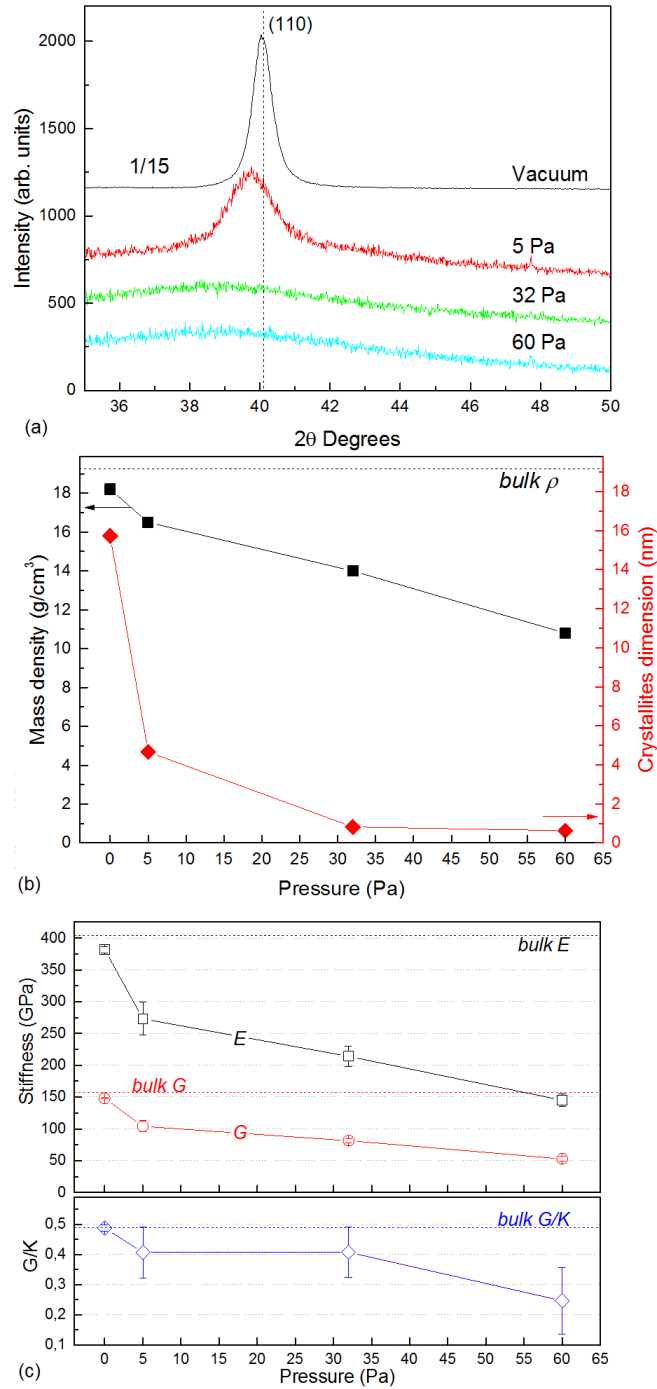 (110)
2000
1500
1000
500
0
Intensity (arb. units)
1/15
Vacuum
5 Pa
32 Pa
60 Pa
36 38 40 42 44 46 48 50
2θ Degrees
(a)
bulk ρ
18
16
14
12
10
8
6
4
2
0
Mass density (g/cm³)
18
16
14
12
10
8
6
4
2
1
0
Crystallites dimension (nm)
0 5 10 15 20 25 30 35 40 45 50 55 60 65
Pressure (Pa)
(b)
400
350
300
250
200
150
100
50
0
Stiffness (GPa)
bulk E
E
bulk G
G
0,5
0,4
0,3
0,2
0,1
G/K
bulk G/K
0 5 10 15 20 25 30 35 40 45 50 55 60 65
Pressure (Pa)
(c)